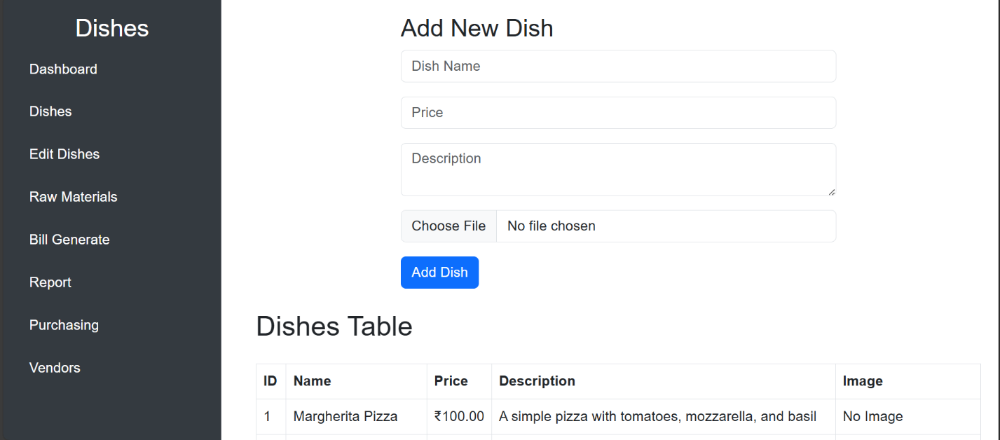 Dishes
Dashboard
Dishes
Edit Dishes
Raw Materials
Bill Generate
Report
Purchasing
Vendors
Add New Dish
Dish Name
Price
Description
Choose File No file chosen
Add Dish
Dishes Table
ID Name Price Description Image
1 Margherita Pizza ₹100.00 A simple pizza with tomatoes, mozzarella, and basil No Image